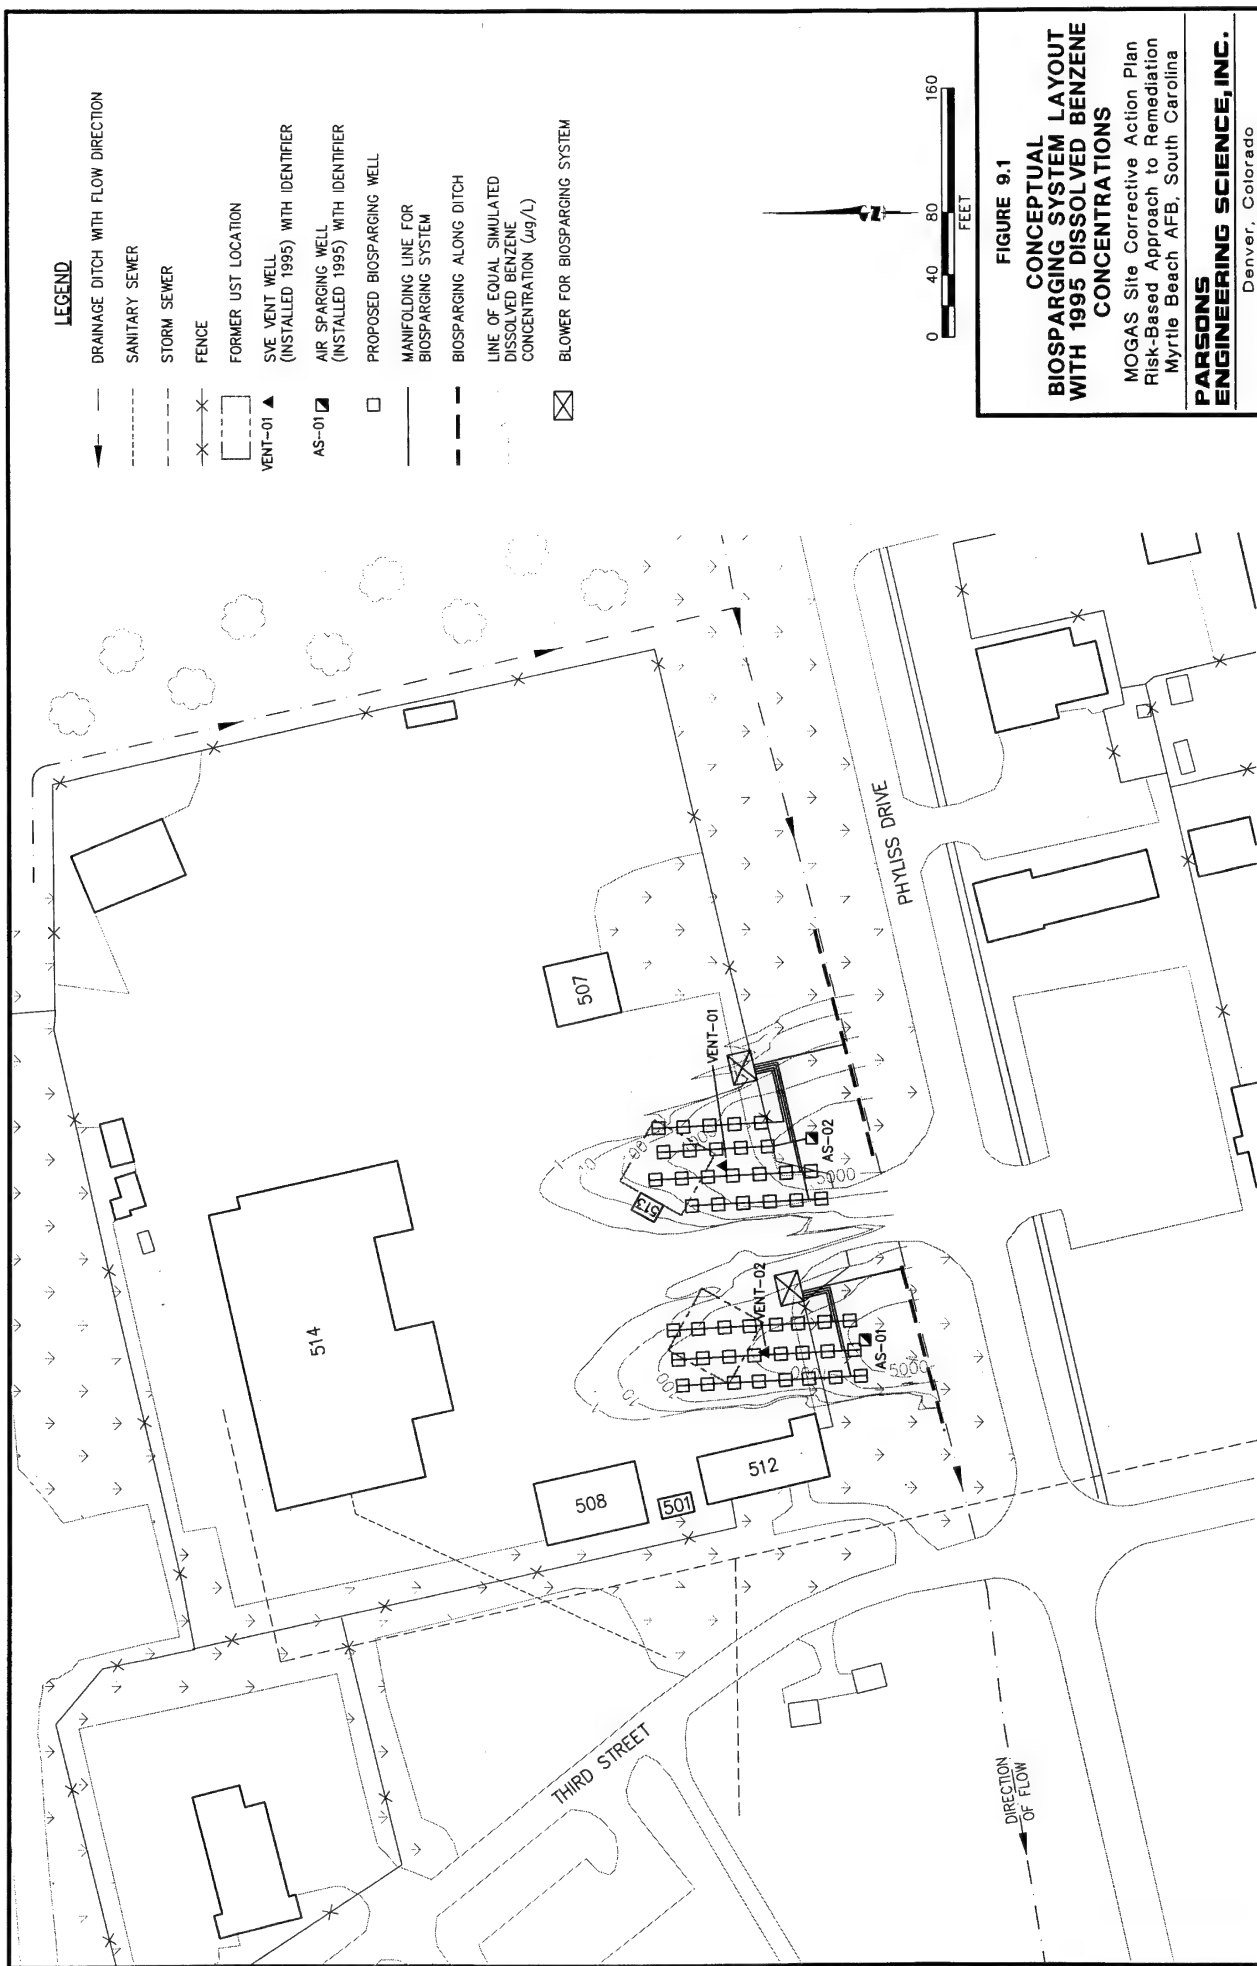 LEGEND
DRAINAGE DITCH WITH FLOW DIRECTION
SANITARY SEWER
STORM SEWER
FENCE
FORMER UST LOCATION
VENT-01
SVE VENT WELL
(INSTALLED 1995) WITH IDENTIFIER
AS-01
AIR SPARGING WELL
(INSTALLED 1995) WITH IDENTIFIER
PROPOSED BIOSPARGING WELL
MANIFOLDING LINE FOR
BIOSPARGING SYSTEM
BIOSPARGING ALONG DITCH
LINE OF EQUAL SIMULATED
DISSOLVED BENZENE
CONCENTRATION (µg/L)
BLOWER FOR BIOSPARGING SYSTEM
0 40 80 160
FEET
FIGURE 9.1
CONCEPTUAL
BIOSPARGING SYSTEM LAYOUT
WITH 1995 DISSOLVED BENZENE
CONCENTRATIONS
MOGAS Site Corrective Action Plan
Risk-Based Approach to Remediation
Myrtle Beach AFB, South Carolina
PARSONS
ENGINEERING SCIENCE, INC.
Denver, Colorado
514
507
508
501
512
513
VENT-01
VENT-02
AS-02
AS-01
1
10
5000
1
10
100
5000
PHYLISS DRIVE
THIRD STREET
DIRECTION
OF FLOW